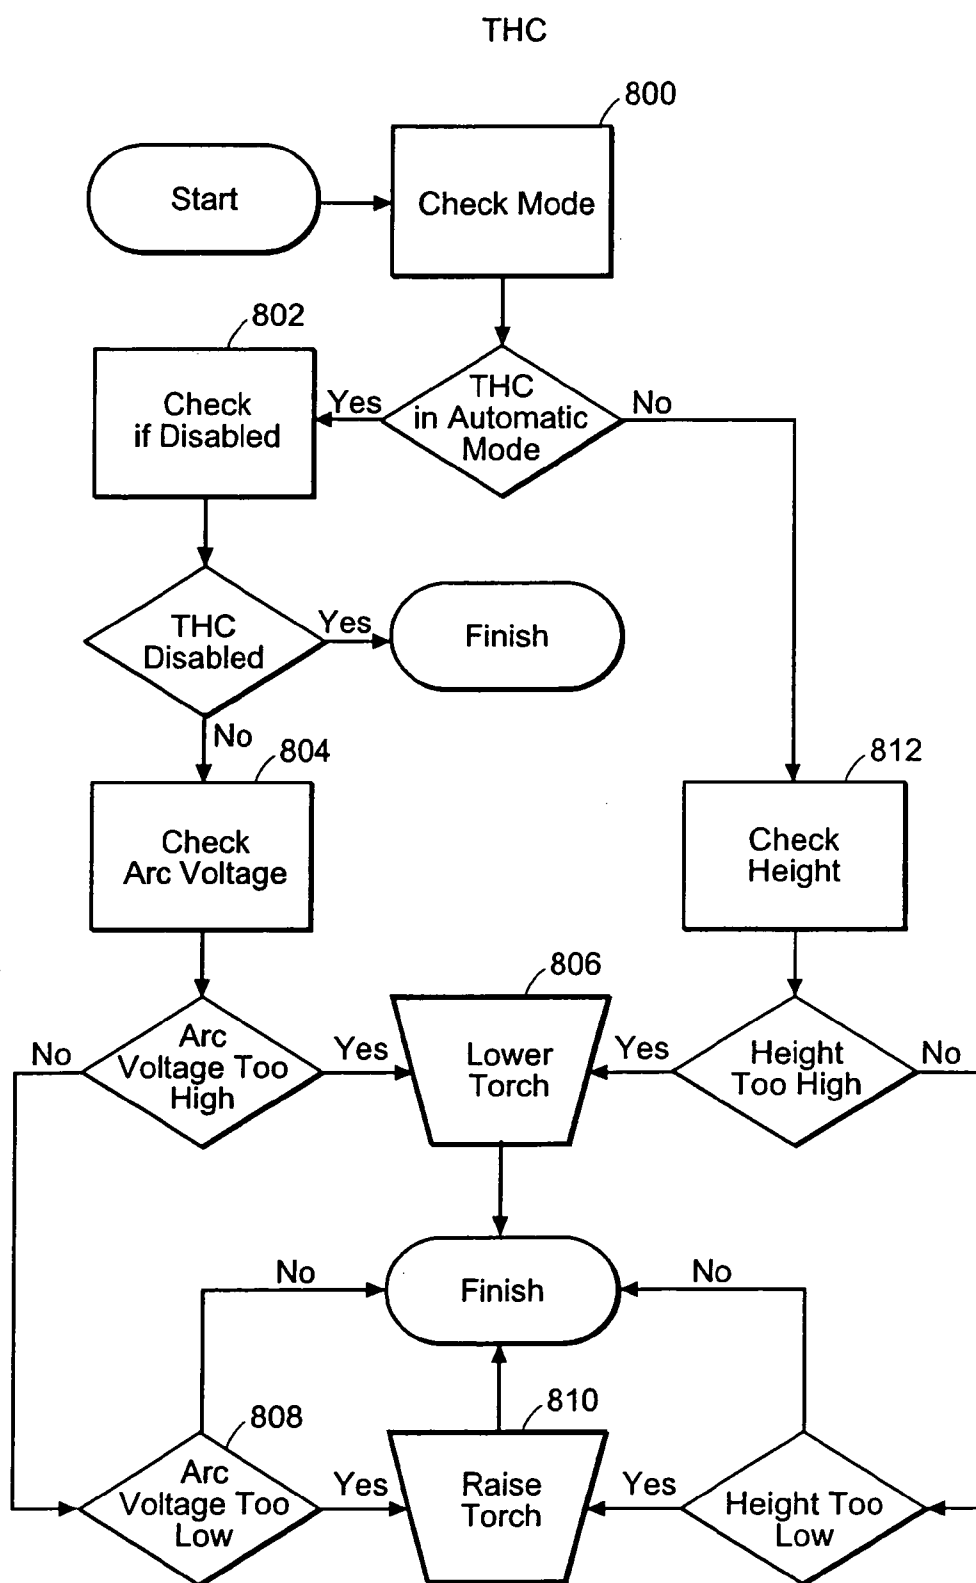 THC
800
Start
Check Mode
802
Check
if Disabled
Yes
THC
in Automatic
Mode
No
THC
Disabled
Yes
Finish
No
804
812
Check
Arc Voltage
Check
Height
806
No
Arc
Voltage Too
High
Yes
Lower
Torch
Yes
Height
Too High
No
No
Finish
No
808
810
Arc
Voltage Too
Low
Yes
Raise
Torch
Yes
Height Too
Low